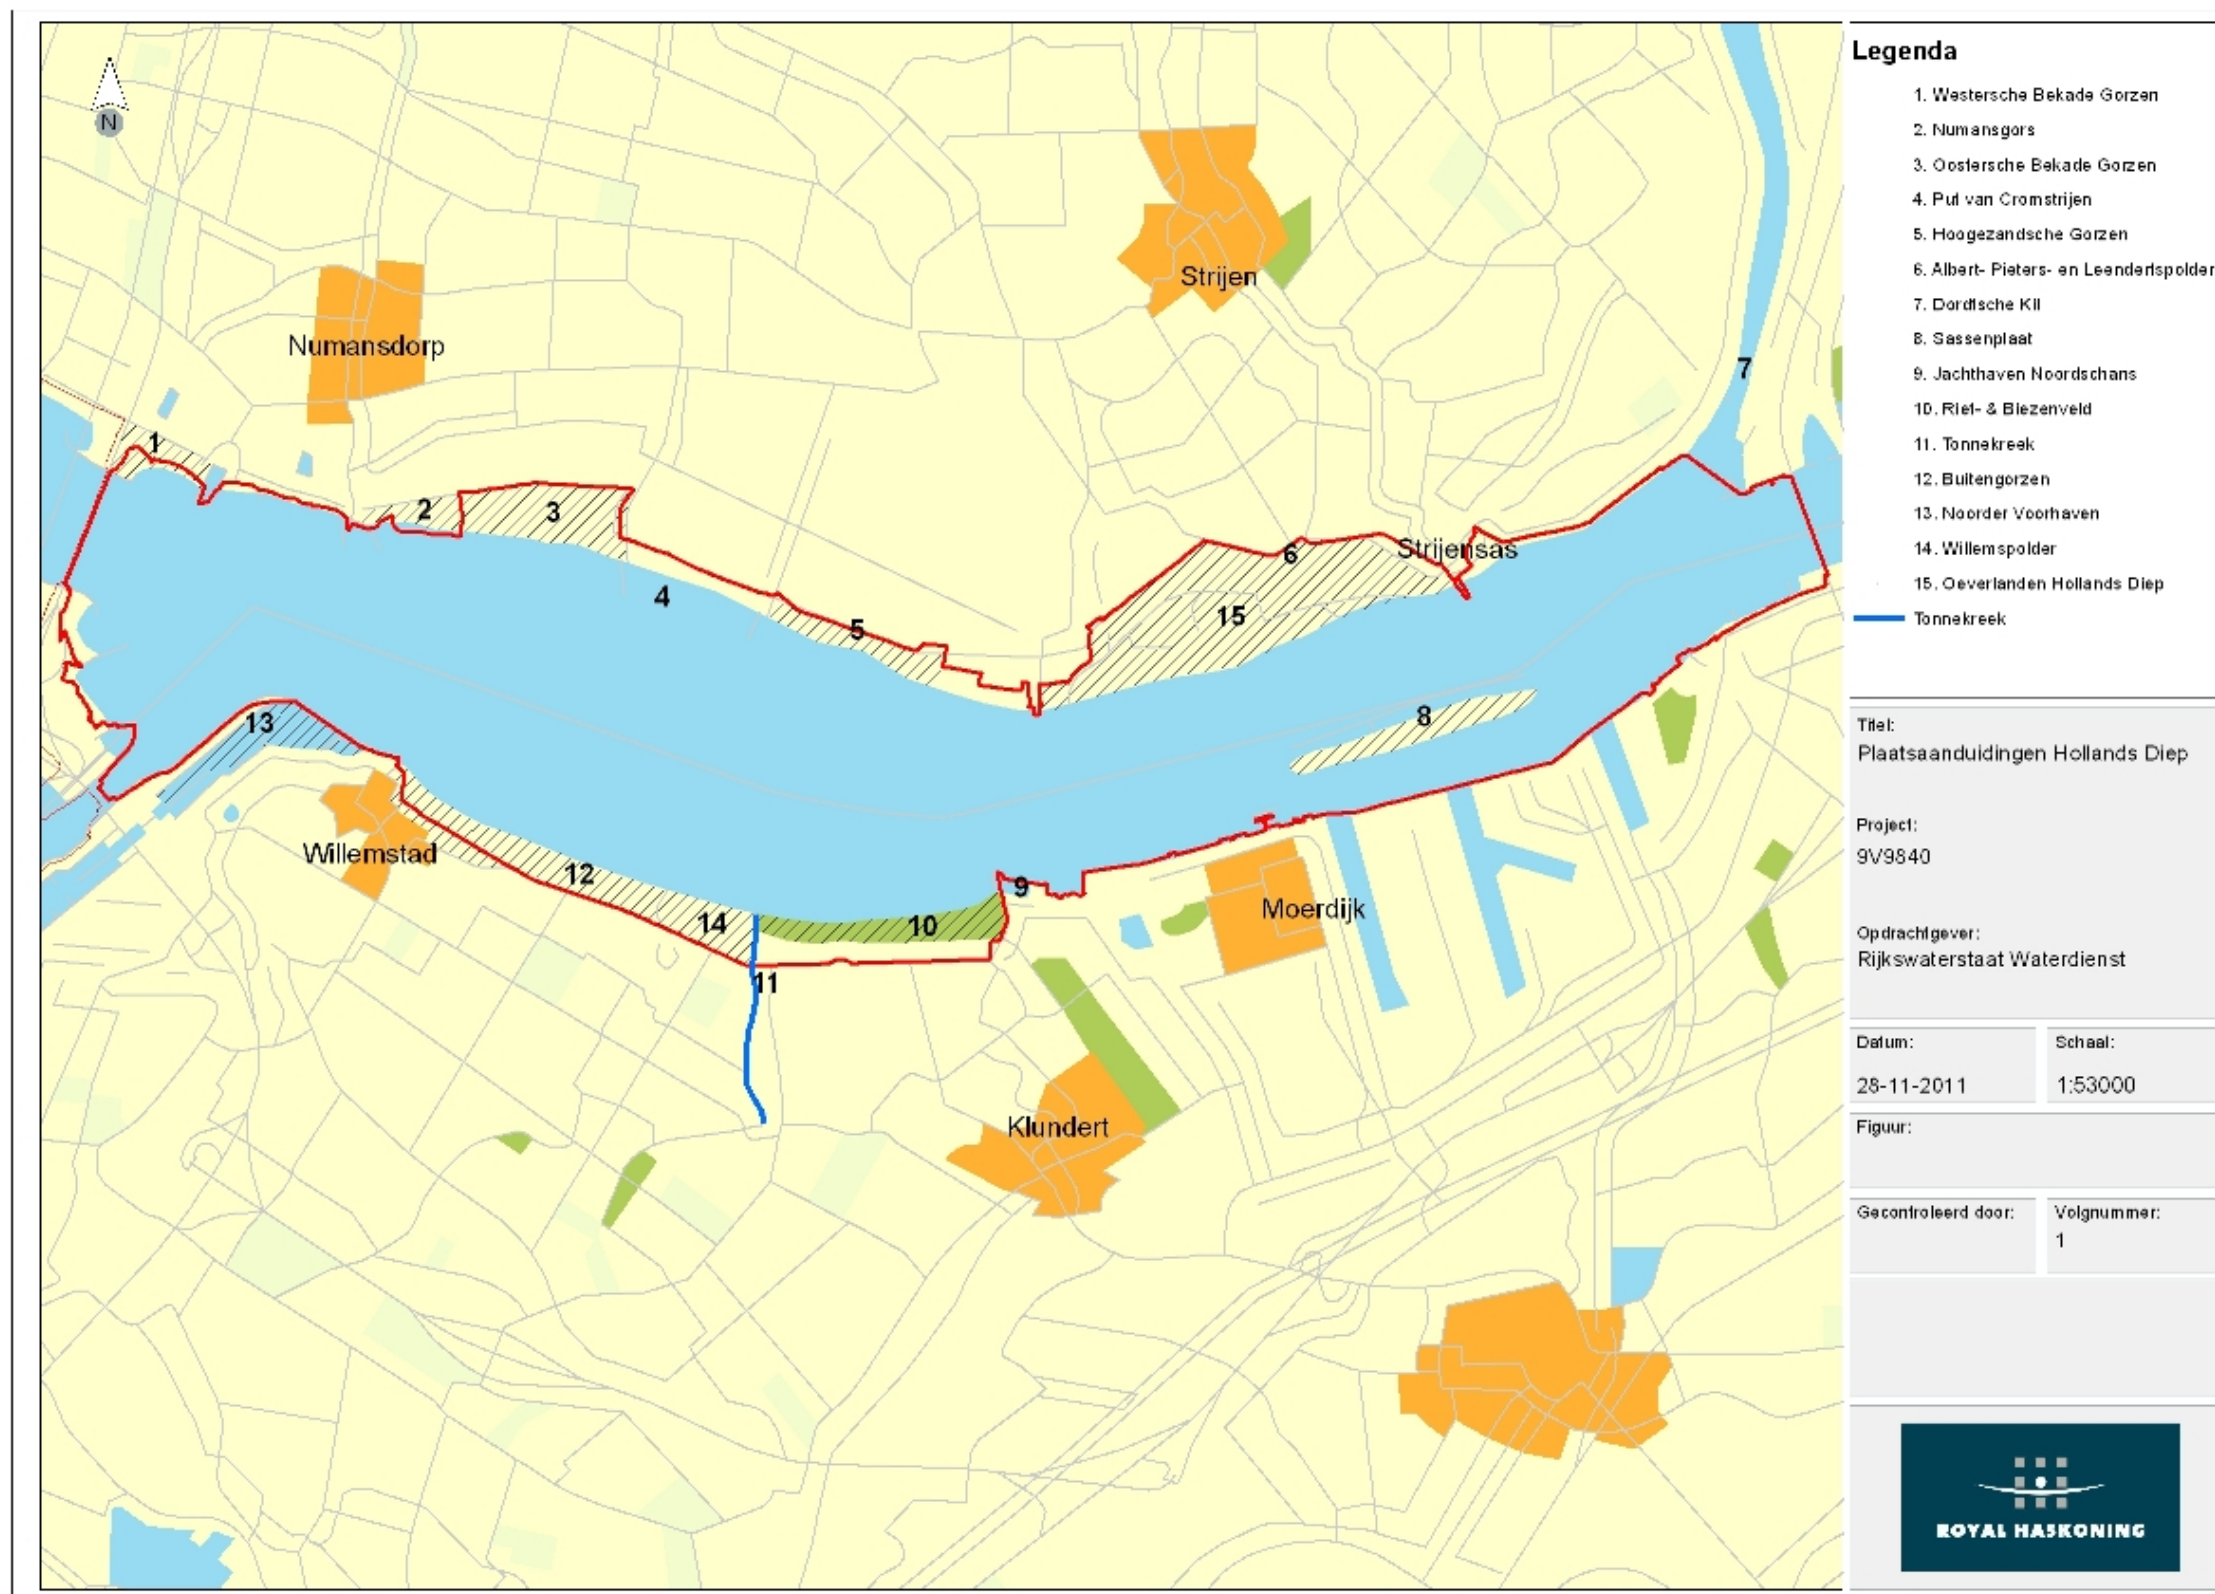 N
Numansdorp
Strijen
Strijensas
Willemstad
Moerdijk
Klundert
1
2
3
4
5
6
7
8
9
10
11
12
13
14
15
Legenda
1. Westersche Bekade Gorzen
2. Numansgors
3. Oostersche Bekade Gorzen
4. Put van Cromstrijen
5. Hoogezandsche Gorzen
6. Albert- Pieters- en Leendertspolder
7. Dordtsche Kil
8. Sassenplaat
9. Jachthaven Noordschans
10. Riet- & Biezenveld
11. Tonnekreek
12. Buitengorzen
13. Noorder Voorhaven
14. Willemspolder
15. Oeverlanden Hollands Diep
Tonnekreek
Titel:
Plaatsaanduidingen Hollands Diep
Project:
9V9840
Opdrachtgever:
Rijkswaterstaat Waterdienst
Datum:
28-11-2011
Schaal:
1:53000
Figuur:
Gecontroleerd door:
Volgnummer:
1
ROYAL HASKONING